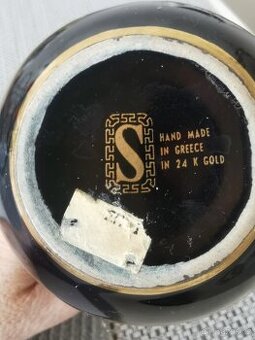 S
HAND MADE
IN GREECE
IN 24 K GOLD